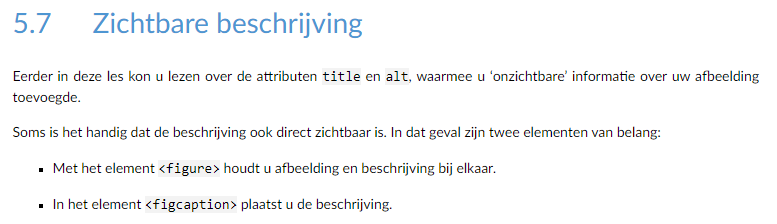 5.7 Zichtbare beschrijving
Eerder in deze les kon u lezen over de attributen title en alt, waarmee u ‘onzichtbare’ informatie over uw afbeelding
toevoegde.
Soms is het handig dat de beschrijving ook direct zichtbaar is. In dat geval zijn twee elementen van belang:
▪ Met het element <figure> houdt u afbeelding en beschrijving bij elkaar.
▪ In het element <figcaption> plaatst u de beschrijving.